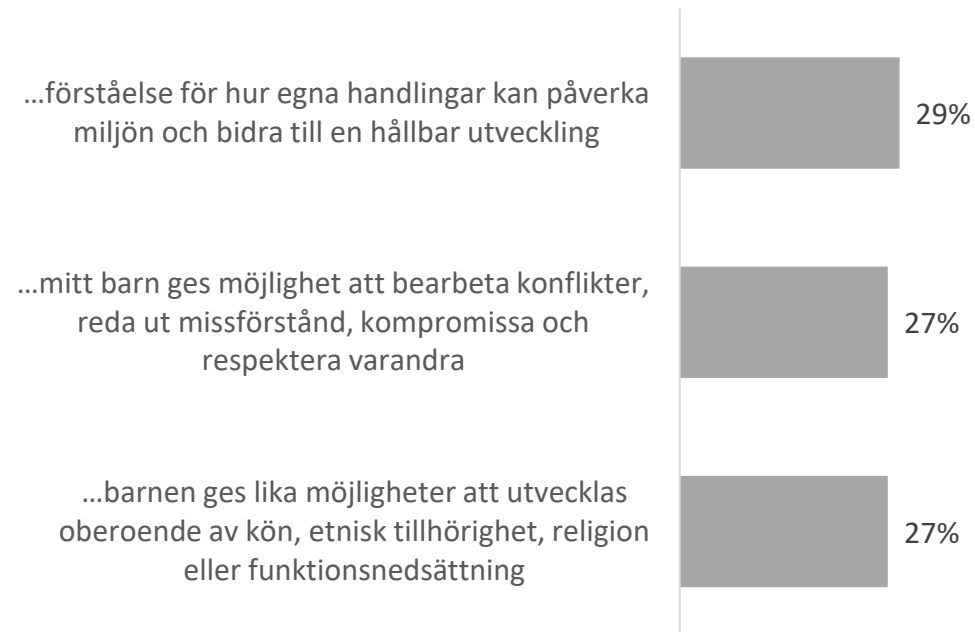 …förståelse för hur egna handlingar kan påverka
miljön och bidra till en hållbar utveckling
29%
…mitt barn ges möjlighet att bearbeta konflikter,
reda ut missförstånd, kompromissa och
respektera varandra
27%
…barnen ges lika möjligheter att utvecklas
oberoende av kön, etnisk tillhörighet, religion
eller funktionsnedsättning
27%